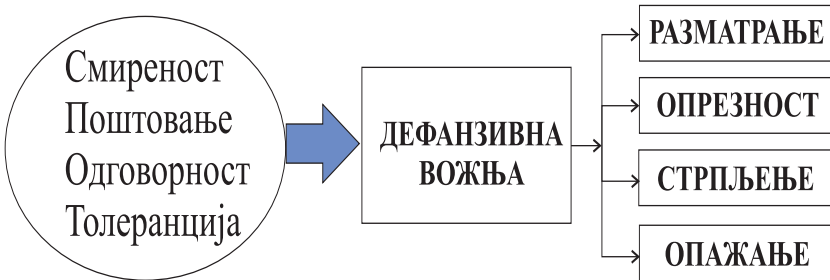 Смиреност
Поштовање
Одговорност
Толеранција
ДЕФАНЗИВНА
ВОЖЊА
РАЗМАТРАЊЕ
ОПРЕЗНОСТ
СТРПЉЕЊЕ
ОПАЖАЊЕ